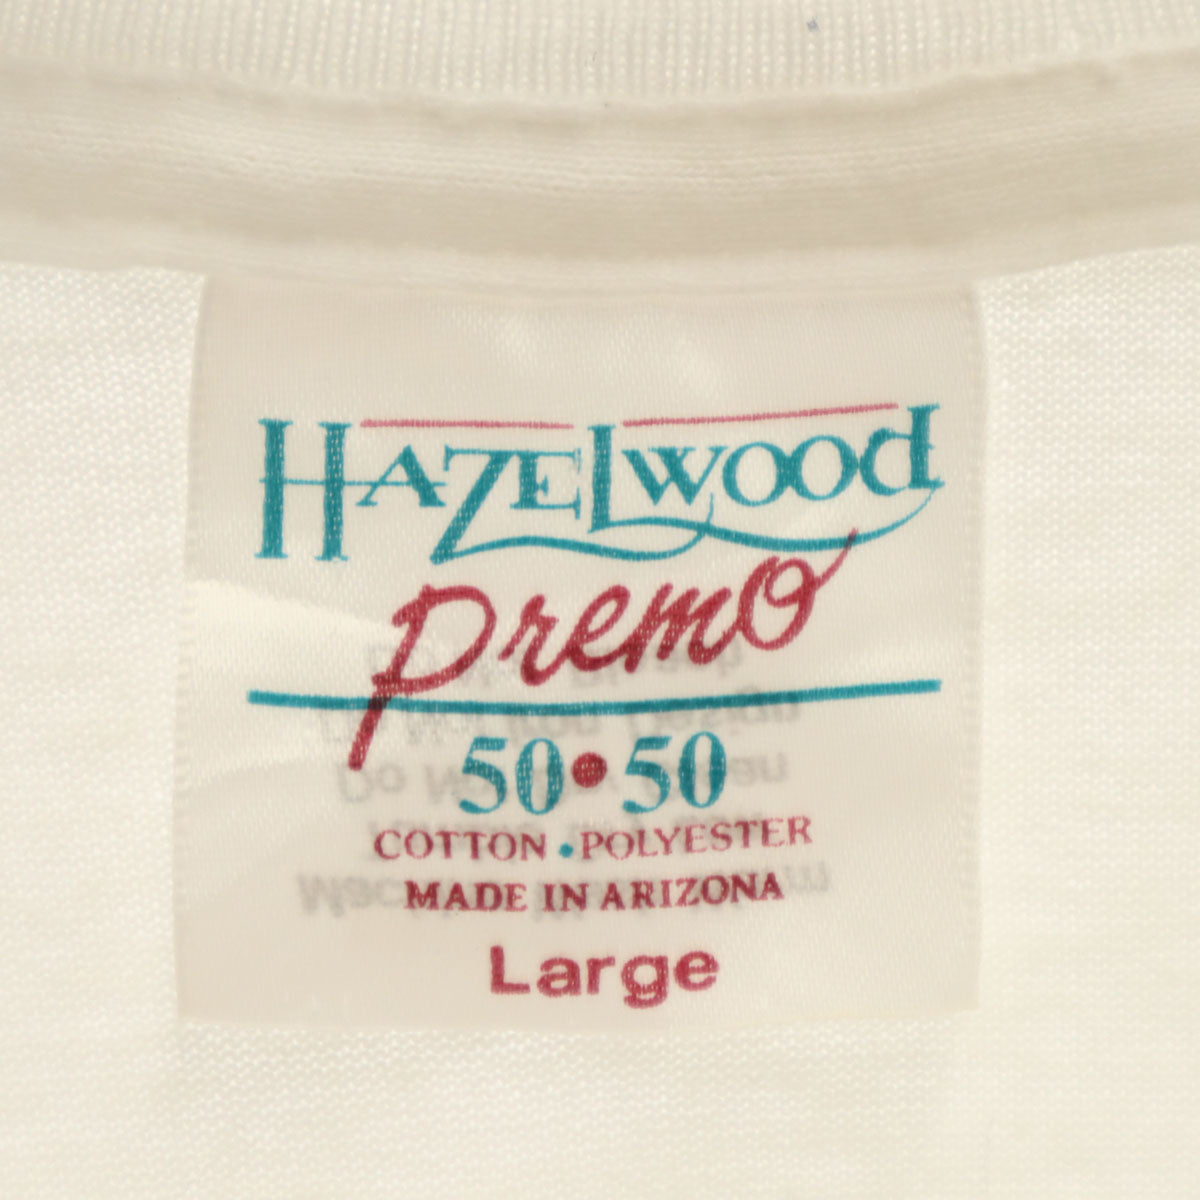 HAZELWOOD
Premo
50•50
COTTON • POLYESTER
MADE IN ARIZONA
Large